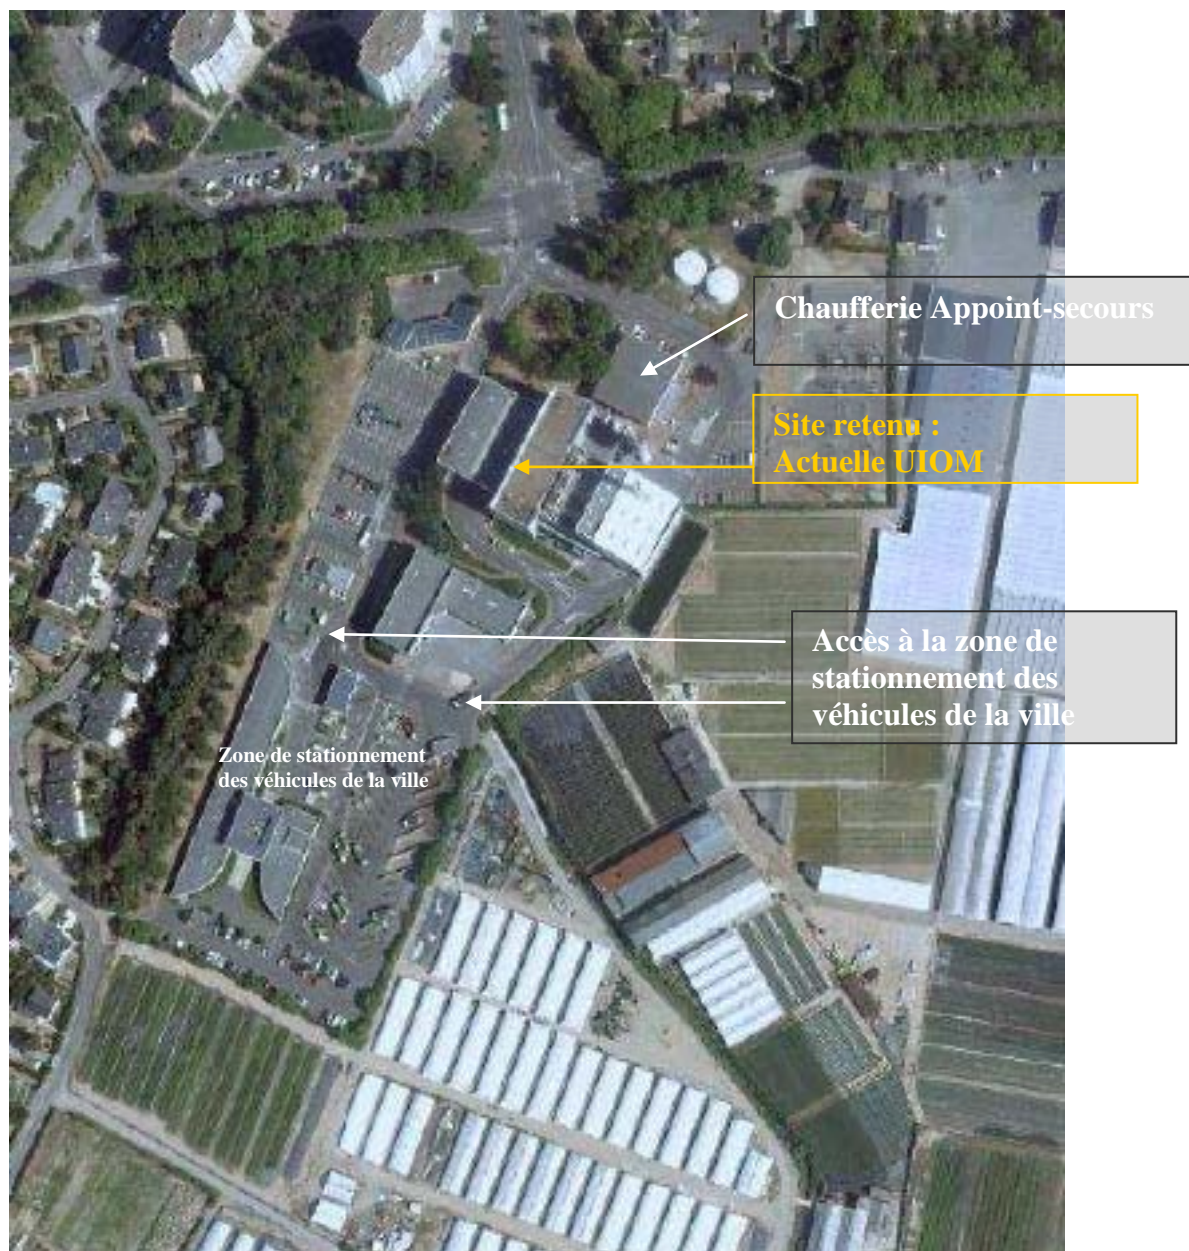 Chaufferie Appoint-secours
Site retenu :
Actuelle UIOM
Accès à la zone de
stationnement des
véhicules de la ville
Zone de stationnement
des véhicules de la ville